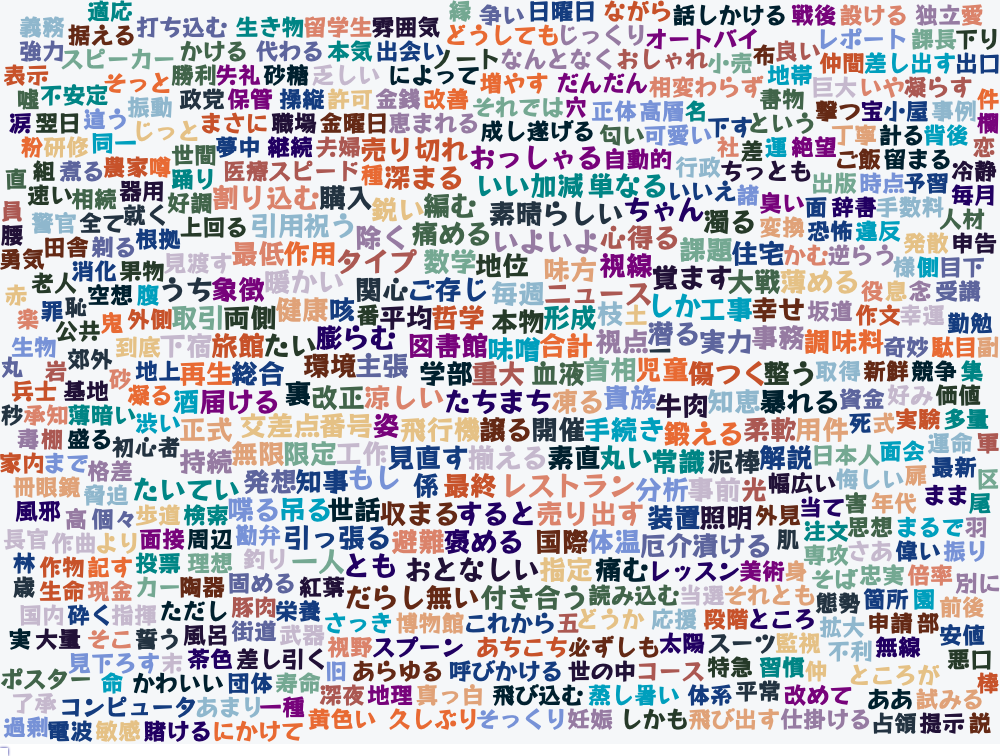 適応 縁 争い 日曜日 ながら 話しかける 戦後 設ける 独立 愛
義務 据える 打ち込む 生き物 留学生 雰囲気 どうしても じっくり オートバイ レポート 課長 下り
強力 スピーカー かける 代わる 本気 出会い ノート なんとなく おしゃれ 小売 布 良い 仲間 差し出す 出口
表示 そっと 勝利 失礼 砂糖 乏しい によって 増やす だんだん 相変わらず 地帯 巨大 いや 凝らす 件
嘘 不安定 振動 政党 保管 操縦 許可 金銭 改善 それでは 穴 正体 高層 名 書物 撃つ 宝 小屋 事例 欄
涙 翌日 違う じっと まさに 職場 金曜日 恵まれる 成し遂げる 匂い 可愛い 下す という 丁寧 計る 背後
粉 研修 同一 世間 夢中 継続 夫婦 売り切れ おっしゃる 自動的 行政 社 差 運 絶望 ご飯 留まる 恋
直 組 煮る 農家 噂 踊り 医療 スピード 種 深まる いい加減 単なる いいえ ちっとも 出版 時点 予習 冷静
速い 相続 器用 好調 割り込む 購入 鋭い 編む 素晴らしい ちゃん 諸 臭い 面 辞書 手数料 毎月
員 警官 全て 就く 上回る 引用 祝う 除く 痛める いよいよ 心得る 濁る 変換 恐怖 違反 人材
腰 田舎 剃る 根拠 見渡す 最低 作用 タイプ 数学 地位 味方 視線 課題 住宅 かむ 逆らう 発散 申告
勇気 老人 消化 果物 うち 象徴 暖かい 関心 ご存じ 毎週 ニュース 覚ます 大戦 薄める 様 側 目下
赤 罪 恥 空想 腹 取引 両側 健康 咳 番 平均 哲学 本物 形成 枝 土 しか 工事 幸せ 坂道 役 息 念 受講
楽 公共 鬼 外側 膨らむ 作文 幸運 勤勉
生物 到底 下宿 旅館 たい 図書館 味噌 合計 視点 潜る 実力 事務 調味料 奇妙 駄目 副
丸 岩 郊外 地上 再生 総合 環境 主張 学部 重大 血液 首相 児童 傷つく 整う 取得 新鮮 競争 集
兵士 基地 砂 凝る 酒 届ける 裏 改正 涼しい たちまち 凍る 貴族 牛肉 知恵 暴れる 資金 好み 価値
秒 承知 薄暗い 渋い 正式 交差点 番号 姿 飛行機 譲る 開催 手続き 鍛える 柔軟 用件 死 式 実験 多量
毒 棚 盛る 初心者 持続 無限 限定 工作 見直す 揃える 素直 丸い 常識 泥棒 解説 日本人 面会 運命 軍
家内 まで 格差 発想 知事 もし 係 最終 レストラン 分析 事前 光 幅広い 悔しい 扉 最新 区
冊 眼鏡 脅迫 たいてい 当て 害 年代 まま 尾
風邪 高 個々 歩道 検索 喋る 吊る 世話 収まる すると 売り出す 装置 照明 外見 注文 思想 まるで 羽
長官 作曲 より 面接 周辺 勘弁 引っ張る 避難 褒める 国際 体温 厄介 漬ける 肌 専攻 さあ 偉い 振り
林 作物 記す 投票 理想 釣り 一人 とも おとなしい 指定 痛む レッスン 美術 身 そば 忠実 倍率 別に
歳 生命 現金 カー 陶器 固める 紅葉 だらし無い 付き合う 読み込む 当選 それとも 態勢 箇所 園
国内 砕く 指揮 ただし 豚肉 栄養 さっき 博物館 これから 五 どうか 応援 段階 ところ 拡大 申請 部 前後
実 大量 そこ 誓う 風呂 街道 武器 視野 スプーン あちこち 必ずしも 太陽 スーツ 監視 不利 無線 安値
見下ろす 末 茶色 差し引く 旧 あらゆる 呼びかける 世の中 コース 特急 習慣 仲 ところが 悪口
ポスター 命 かわいい 団体 寿命 深夜 地理 真っ白 飛び込む 蒸し暑い 体系 平常 改めて ああ 試みる 棒
了承 コンピュータ あまり 一種 黄色い 久しぶり そっくり 妊娠 しかも 飛び出す 仕掛ける 占領 提示 説
過剰 電波 敏感 賭ける にかけて